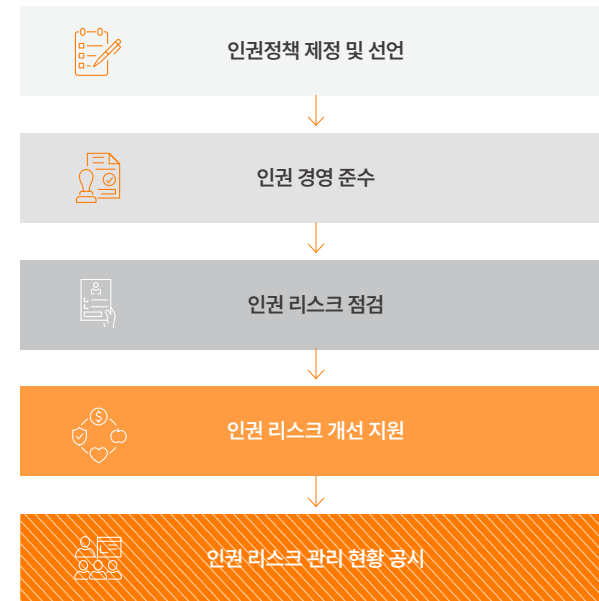 인권정책 제정 및 선언
인권 경영 준수
인권 리스크 점검
인권 리스크 개선 지원
인권 리스크 관리 현황 공시